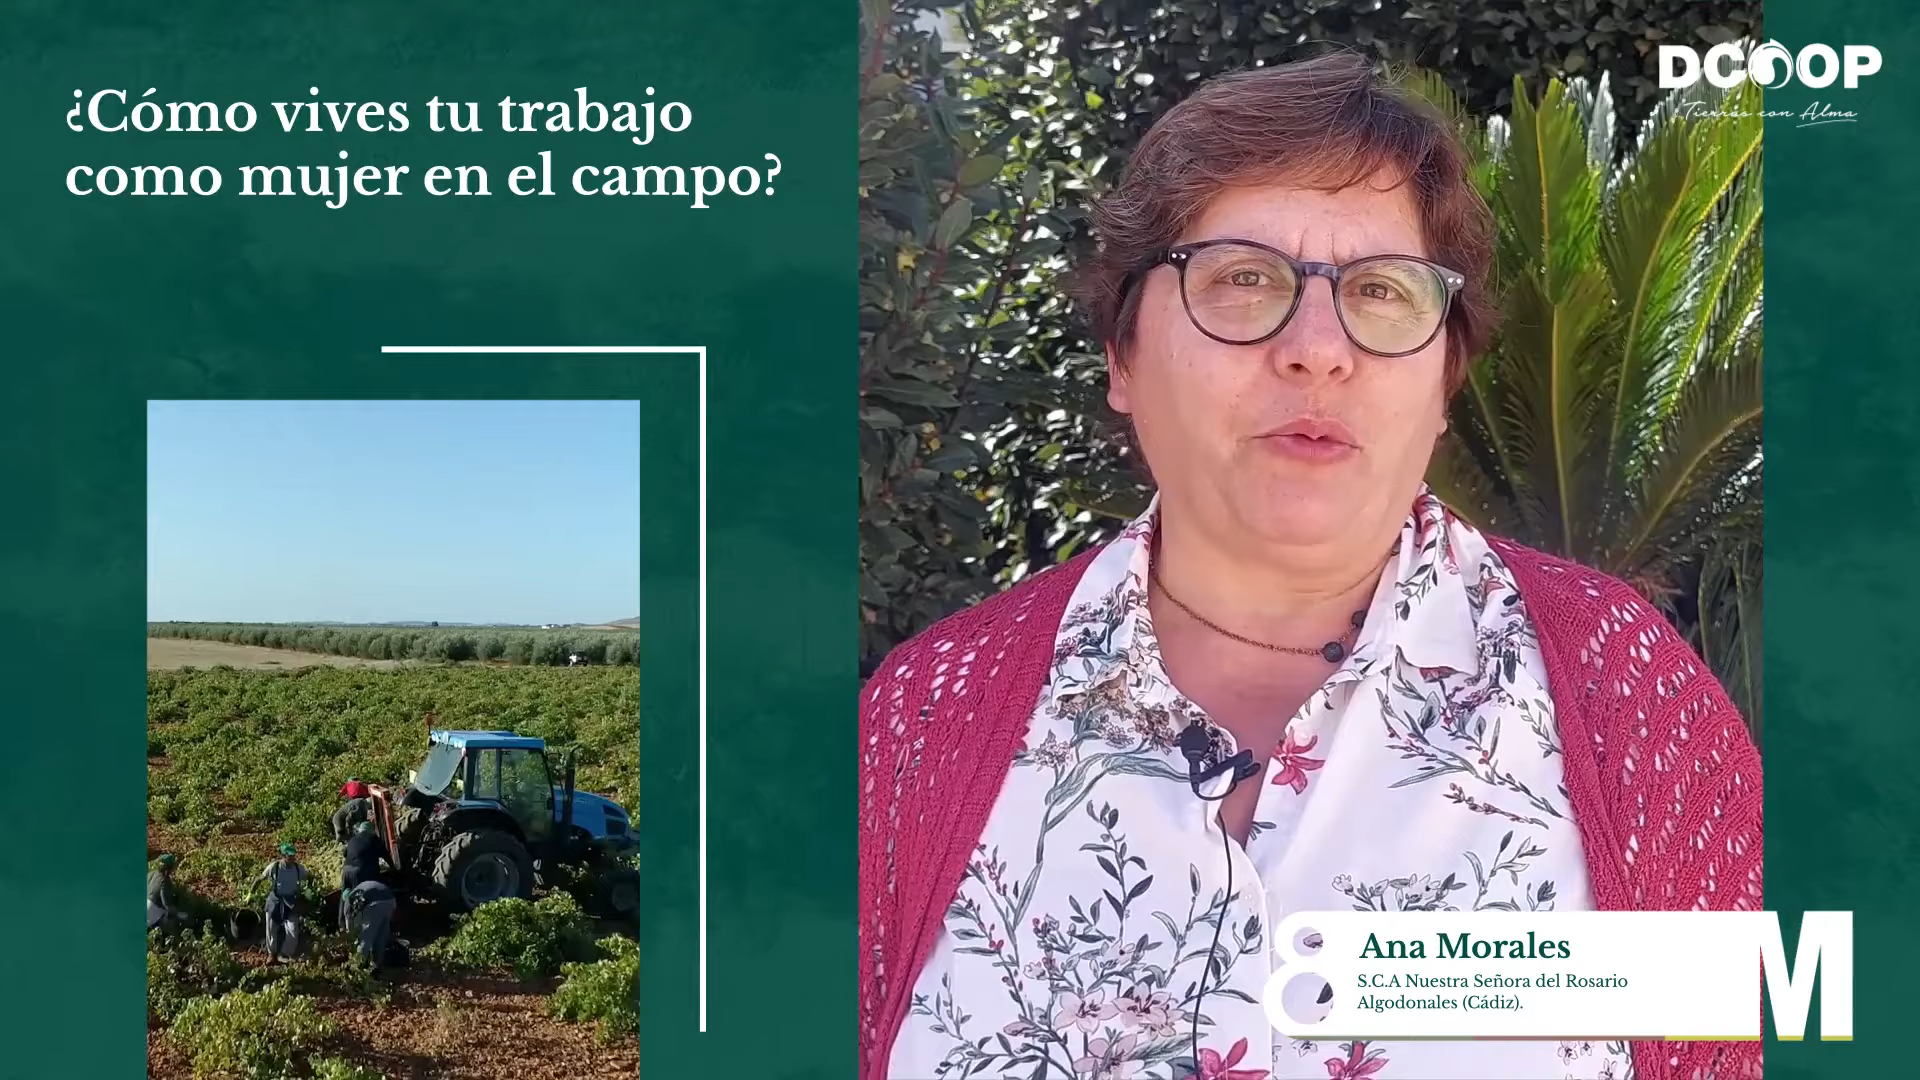 ¿Cómo vives tu trabajo
como mujer en el campo?
DCOOP
Tierras con Alma
8M
Ana Morales
S.C.A Nuestra Señora del Rosario
Algodonales (Cádiz).